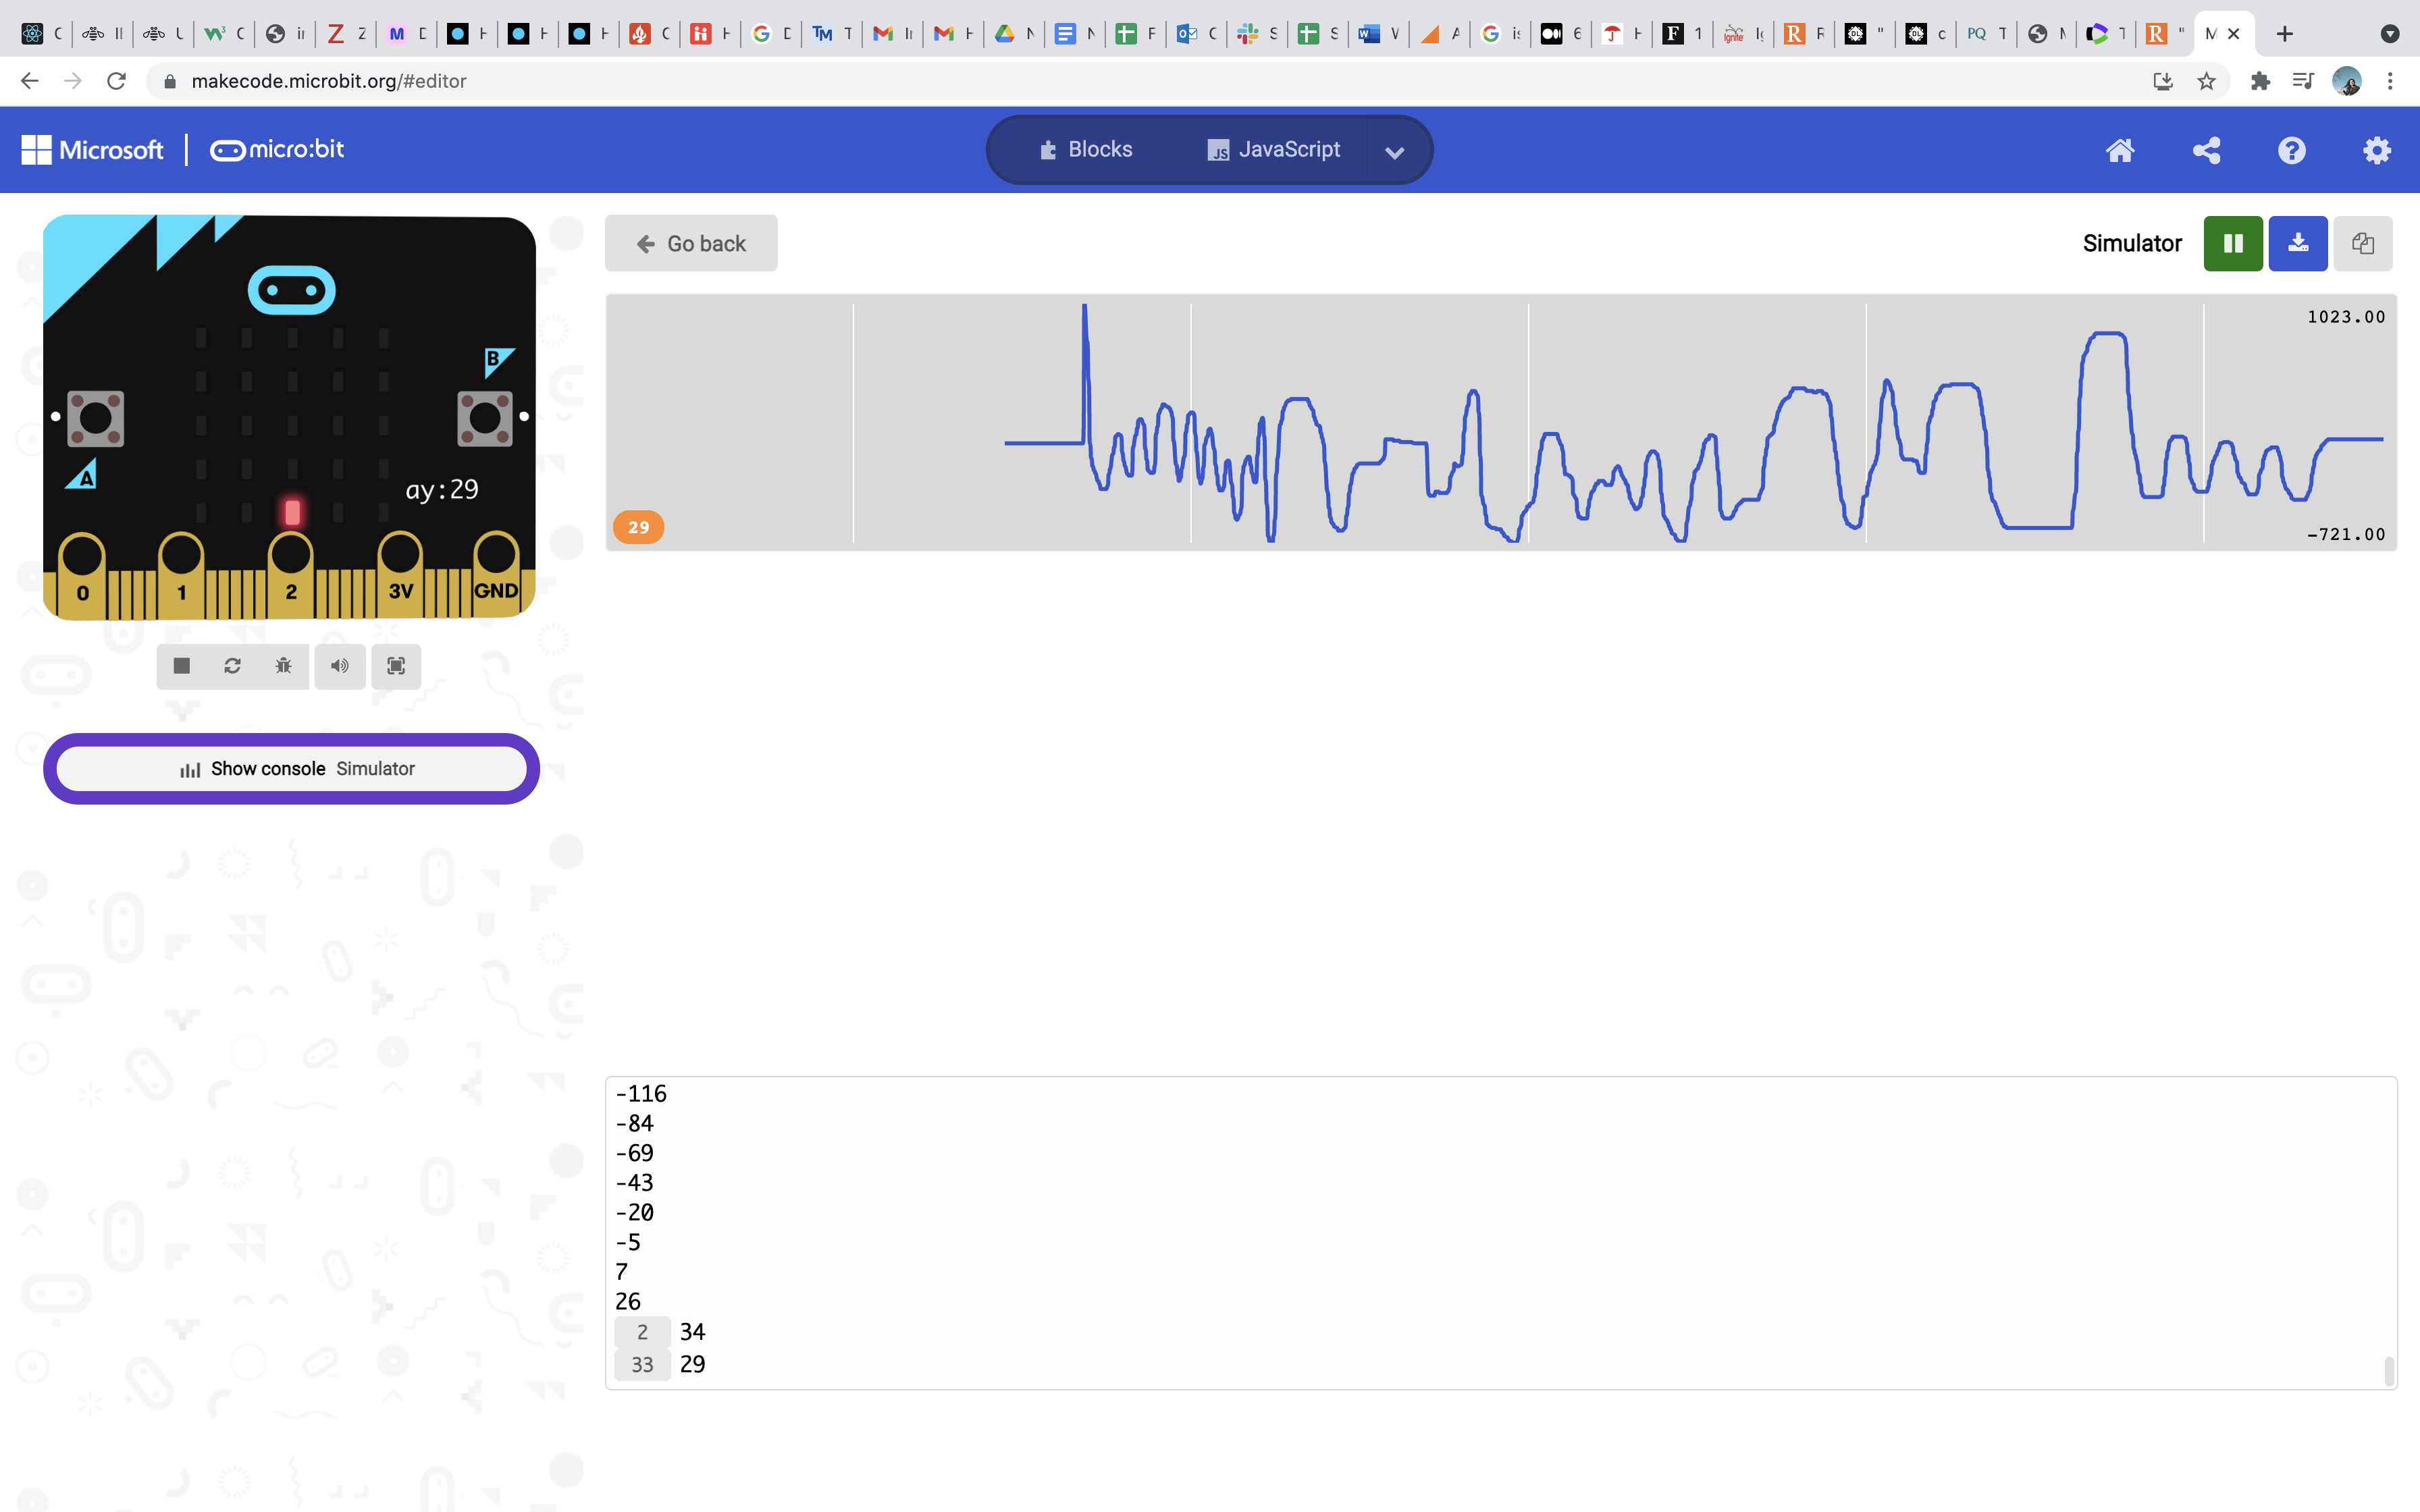 makecode.microbit.org/#editor
Microsoft | micro:bit
Blocks
JavaScript
Go back
Simulator
B
A
ay:29
0 1 2 3V GND
1023.00
29
-721.00
Show console Simulator
-116
-84
-69
-43
-20
-5
7
26
2 34
33 29